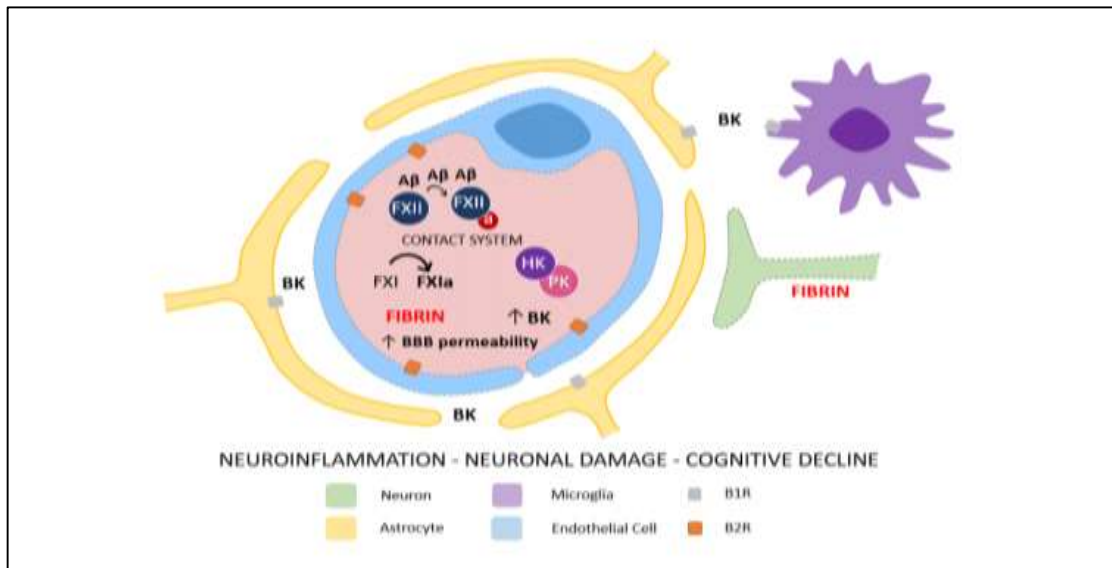 BK
Aβ Aβ Aβ
FXII FXII
a
CONTACT SYSTEM
HK
PK
BK
FXI FXIa
FIBRIN
FIBRIN
↑ BK
↑ BBB permeability
BK
NEUROINFLAMMATION - NEURONAL DAMAGE - COGNITIVE DECLINE
Neuron Microglia B1R
Astrocyte Endothelial Cell B2R